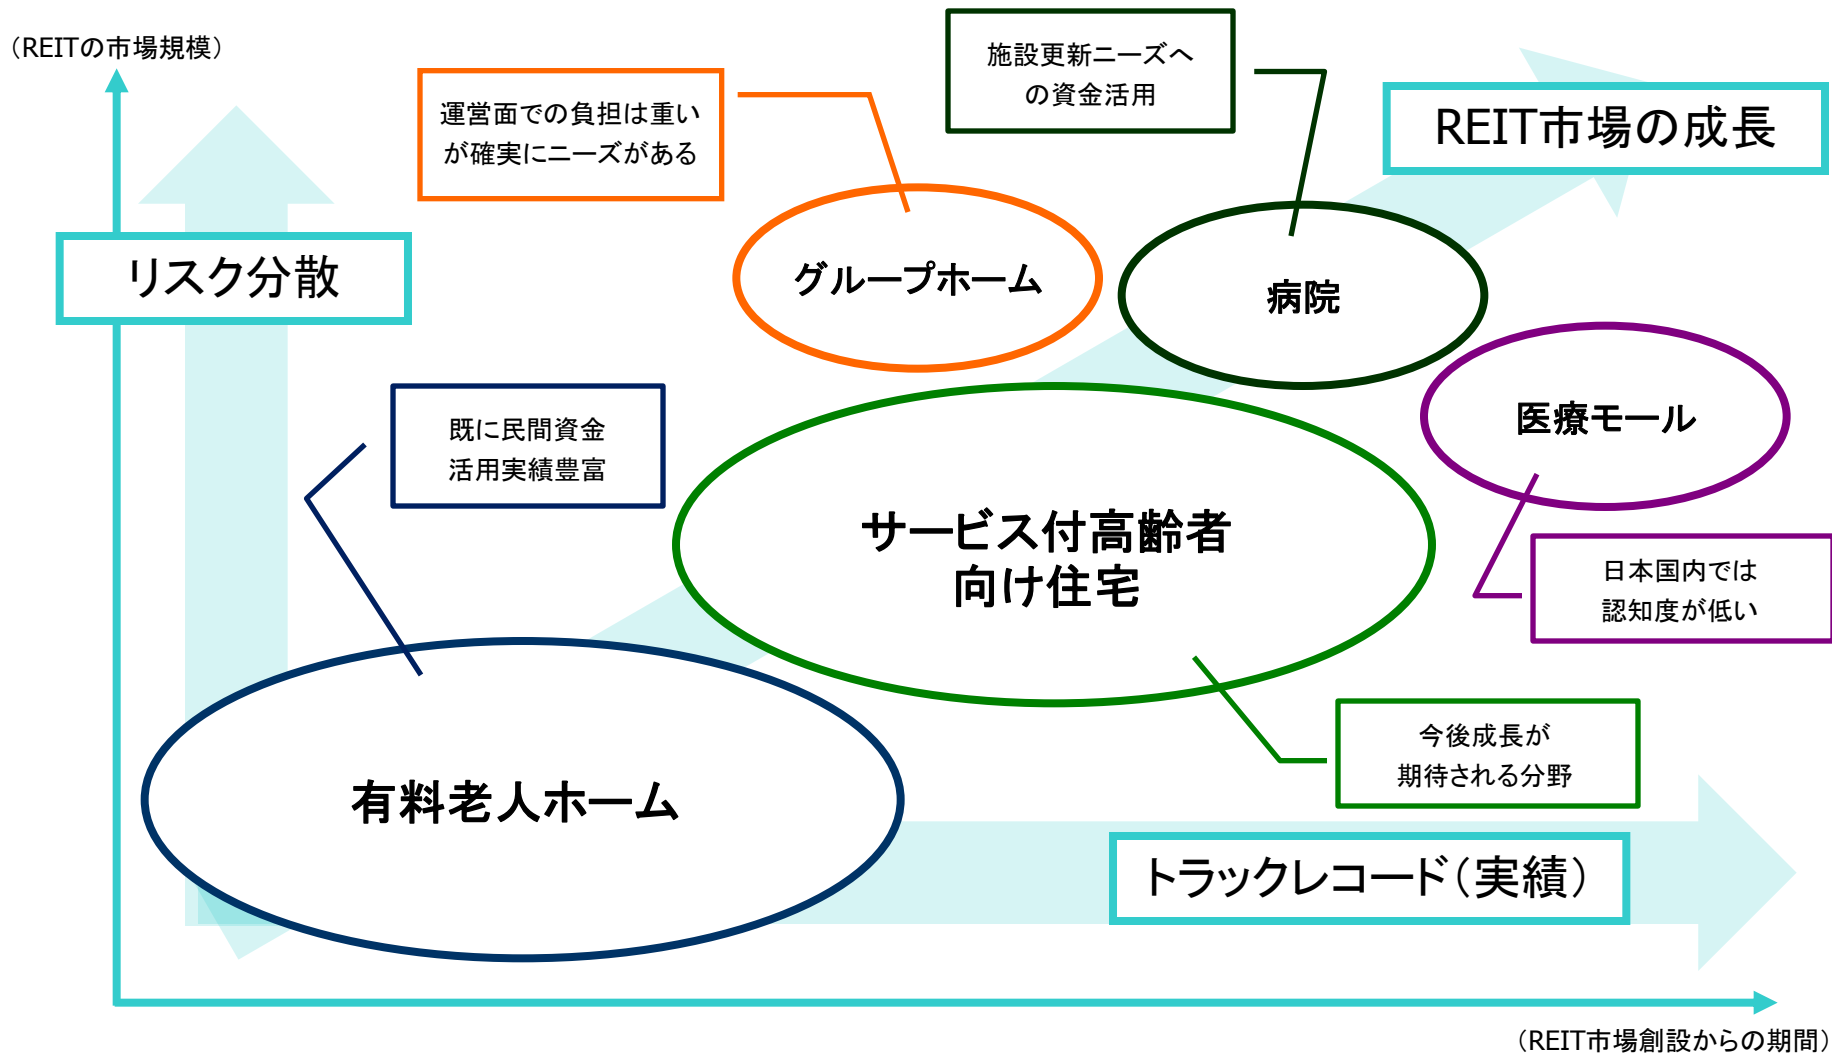 （REITの市場規模）
施設更新ニーズへ
の資金活用
運営面での負担は重い
が確実にニーズがある
REIT市場の成長
リスク分散
グループホーム
病院
医療モール
既に民間資金
活用実績豊富
サービス付高齢者
向け住宅
日本国内では
認知度が低い
今後成長が
期待される分野
有料老人ホーム
トラックレコード（実績）
（REIT市場創設からの期間）